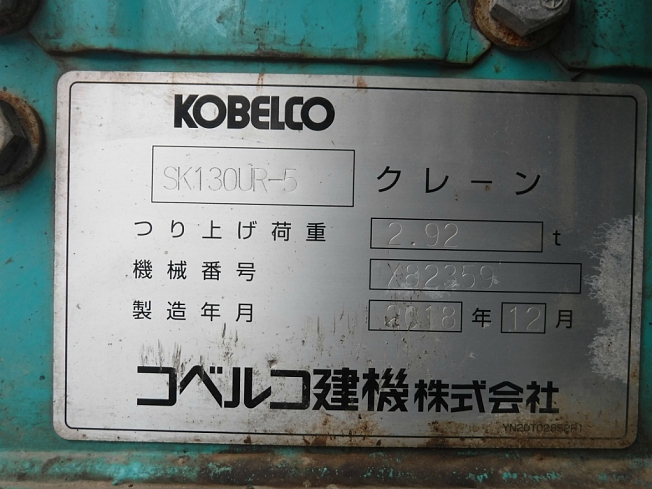 KOBELCO
SK130UR-5 クレーン
つり上げ荷重 2.92 t
機械番号 X82359
製造年月 2018 年 12 月
コベルコ建機株式会社